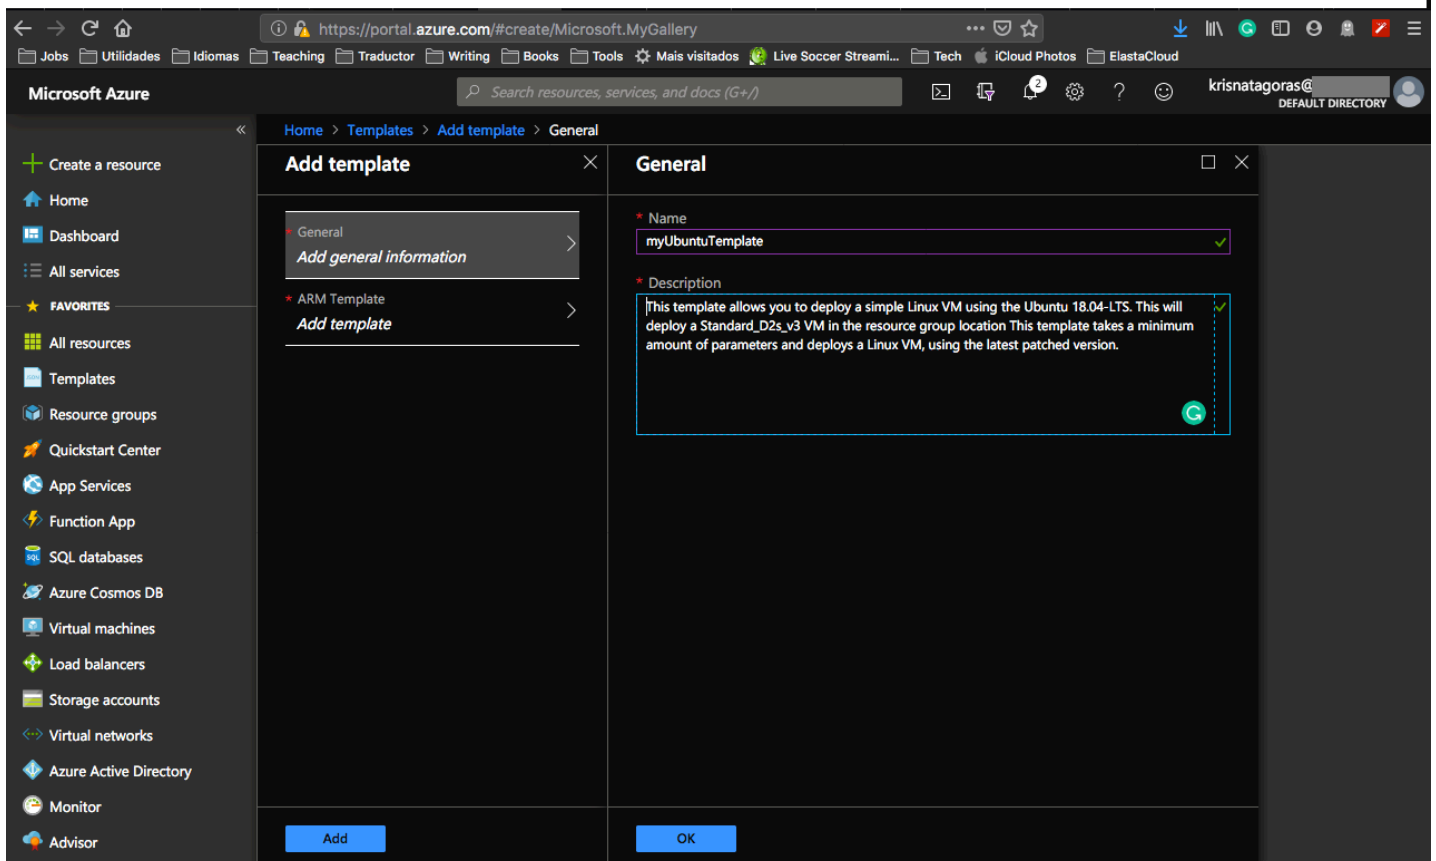 https://portal.azure.com/#create/Microsoft.MyGallery
Jobs Utilidades Idiomas Teaching Traductor Writing Books Tools Mais visitados Live Soccer Streami... Tech iCloud Photos ElastaCloud
Microsoft Azure
Search resources, services, and docs (G+/)
2
krisnatagoras@
DEFAULT DIRECTORY
Home > Templates > Add template > General
Create a resource
Home
Dashboard
All services
FAVORITES
All resources
Templates
Resource groups
Quickstart Center
App Services
Function App
SQL databases
Azure Cosmos DB
Virtual machines
Load balancers
Storage accounts
Virtual networks
Azure Active Directory
Monitor
Advisor
Add template
* General
Add general information
* ARM Template
Add template
Add
General
* Name
myUbuntuTemplate
* Description
This template allows you to deploy a simple Linux VM using the Ubuntu 18.04-LTS. This will
deploy a Standard_D2s_v3 VM in the resource group location This template takes a minimum
amount of parameters and deploys a Linux VM, using the latest patched version.
OK